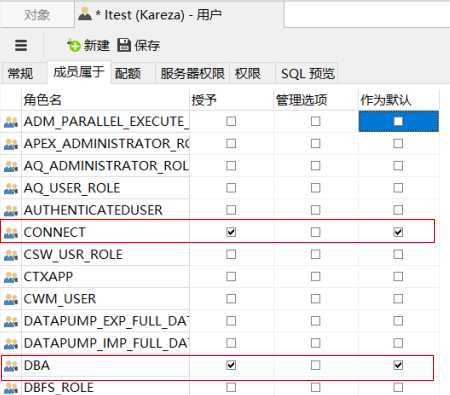 对象
* Itest (Kareza) - 用户
新建 保存
常规 成员属于 配额 服务器权限 权限 SQL 预览
角色名 授予 管理选项 作为默认
ADM_PARALLEL_EXECUTE_
APEX_ADMINISTRATOR_RO
AQ_ADMINISTRATOR_ROL
AQ_USER_ROLE
AUTHENTICATEDUSER
CONNECT
CSW_USR_ROLE
CTXAPP
CWM_USER
DATAPUMP_EXP_FULL_DAT
DATAPUMP_IMP_FULL_DAT
DBA
DBFS_ROLE